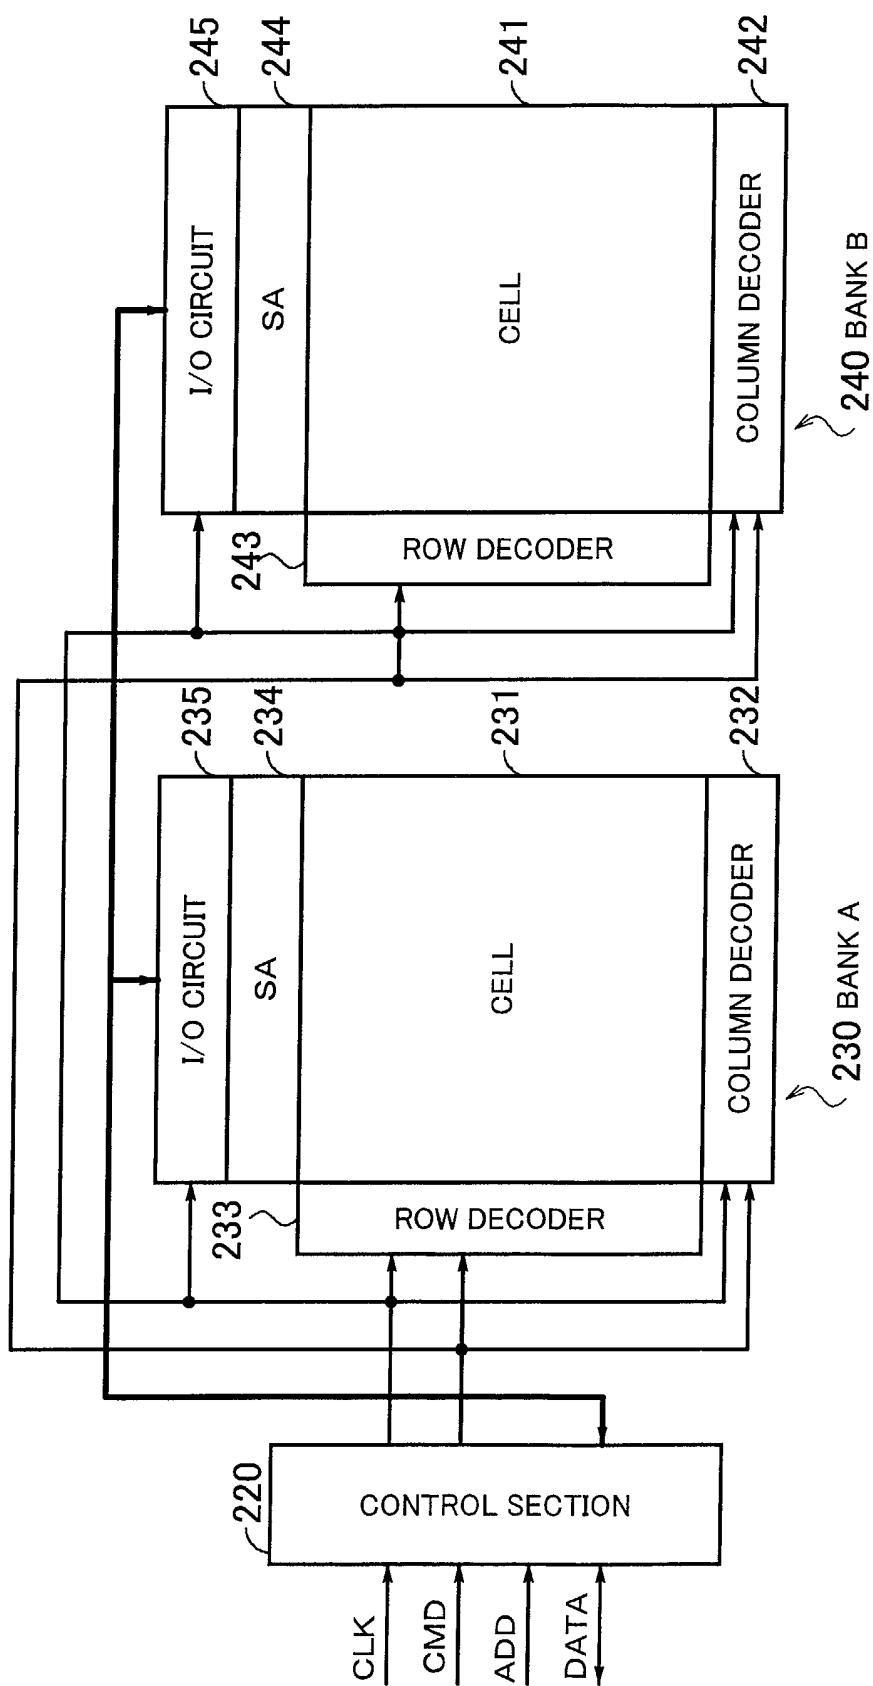 CLK
CMD
ADD
DATA
220
CONTROL SECTION
233
ROW DECODER
235
I/O CIRCUIT
234
SA
231
CELL
232
COLUMN DECODER
230 BANK A
243
ROW DECODER
245
I/O CIRCUIT
244
SA
241
CELL
242
COLUMN DECODER
240 BANK B